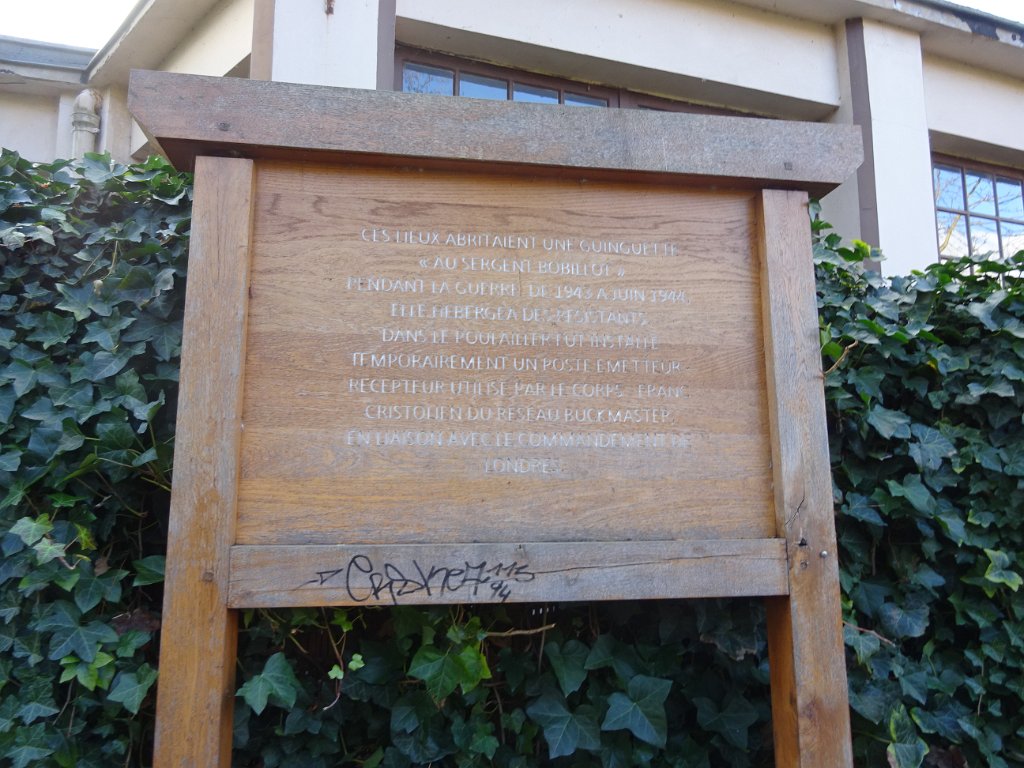 CES LIEUX ABRITAIENT UNE GUINGUETTE
« AU SERGENT BOBILLOT »
PENDANT LA GUERRE DE 1943 A JUIN 1944,
ELLE HEBERGEA DES RESISTANTS.
DANS LE POULAILLER FUT INSTALLE
TEMPORAIREMENT UN POSTE EMETTEUR-
RECEPTEUR UTILISE PAR LE CORPS - FRANC
CRISTOHEN DU RESEAU BUCKMASTER,
EN LIAISON AVEC LE COMMANDEMENT DE
LONDRES.
94